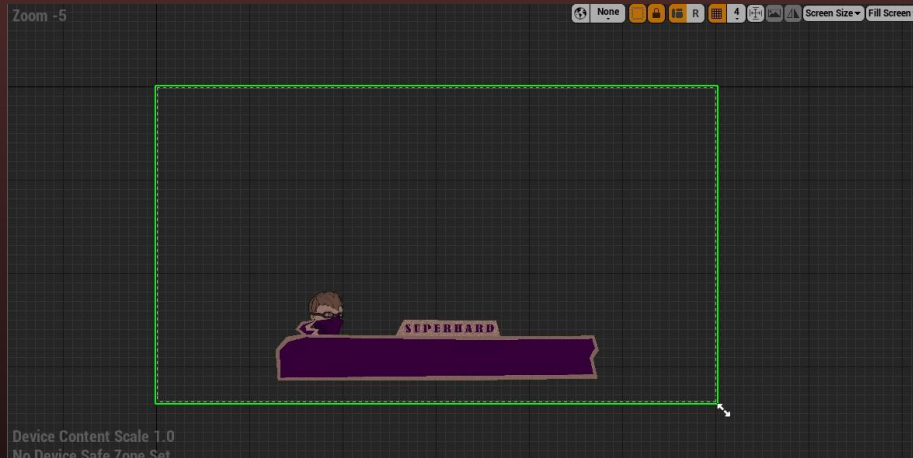 Zoom -5
None
R
4
Screen Size
Fill Screen
SUPERHARD
Device Content Scale 1.0
No Device Safe Zone Set